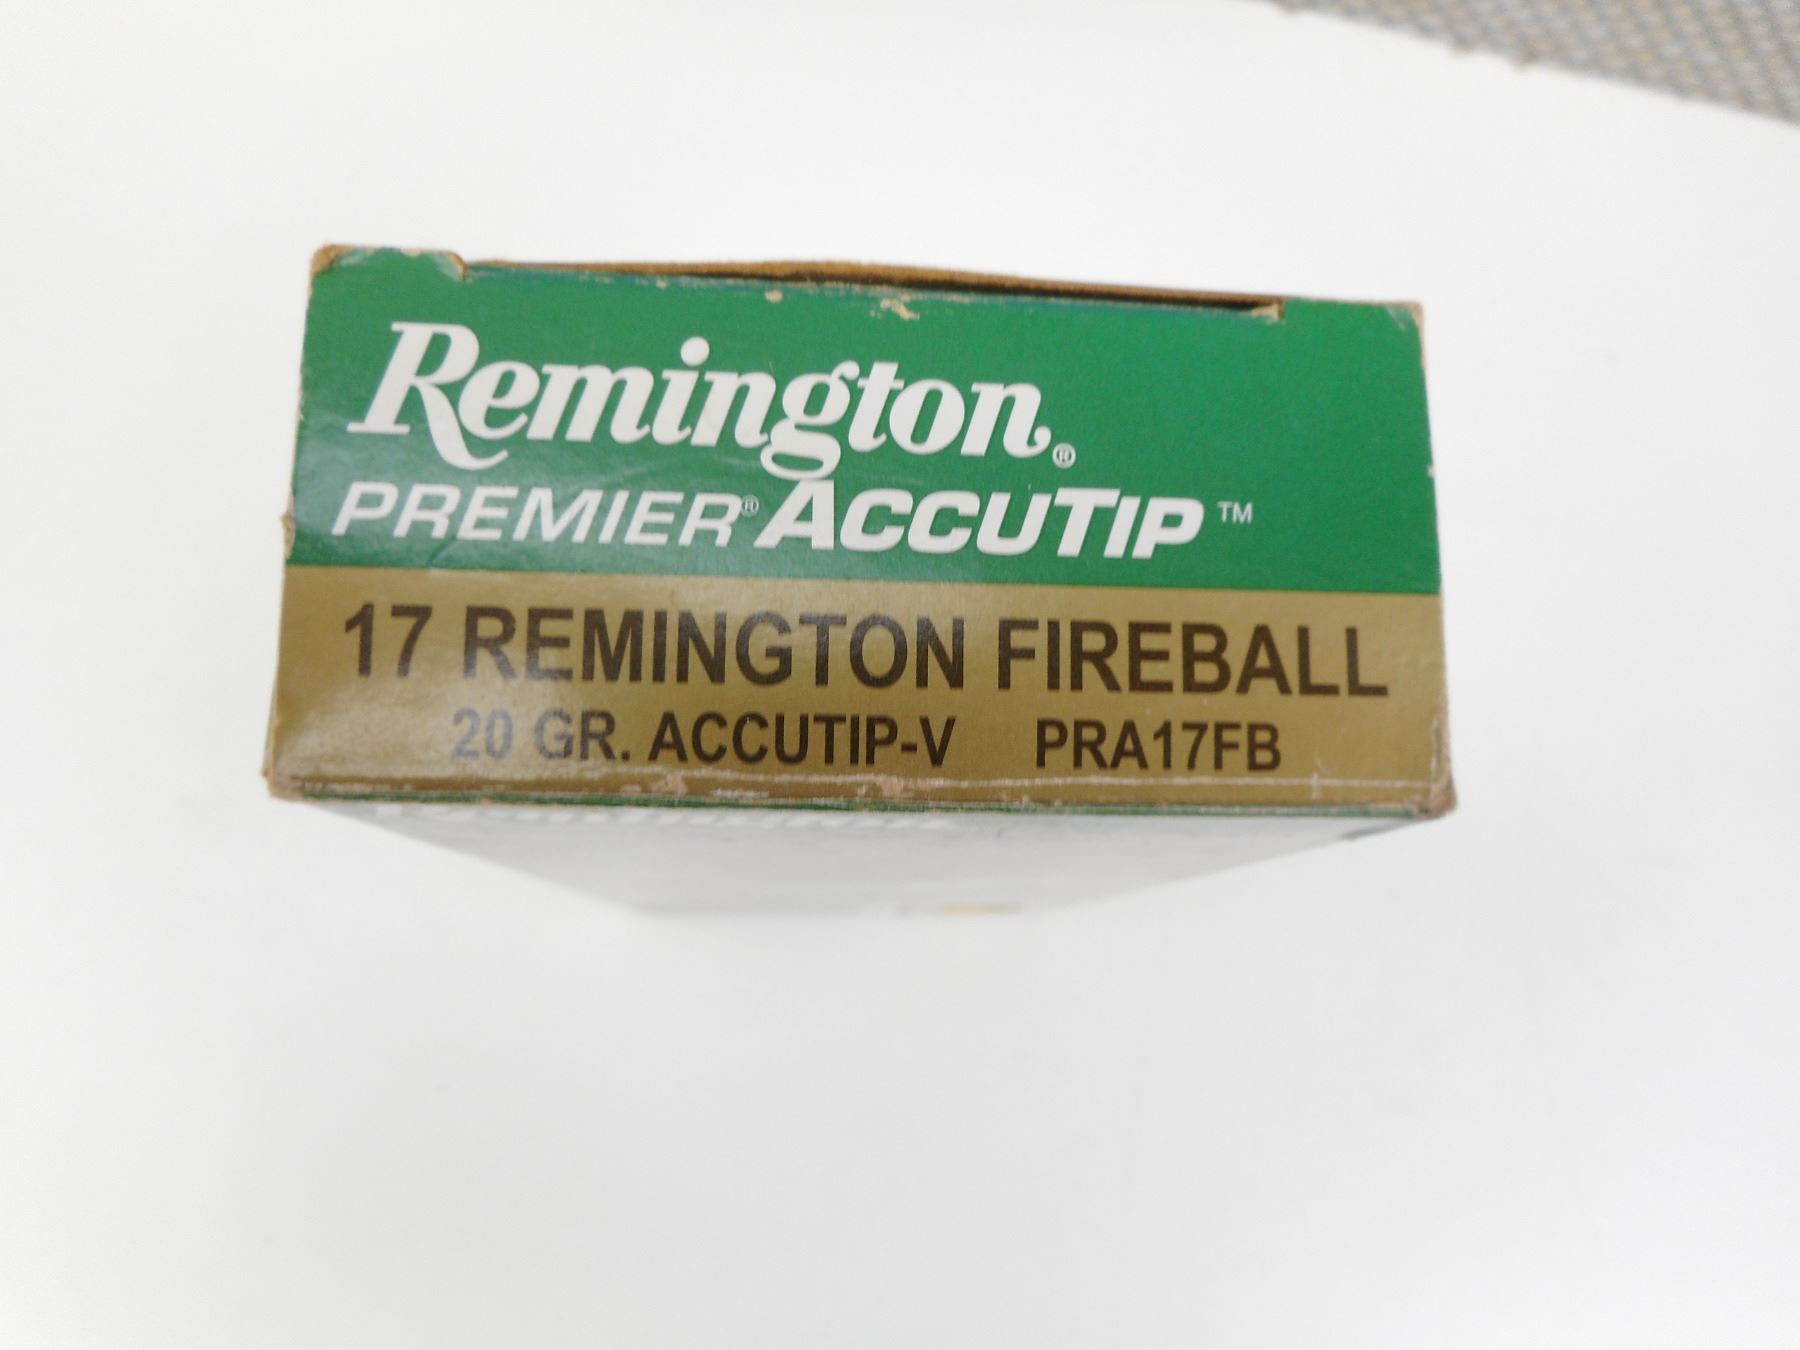 Remington®
PREMIER® ACCUTIP™
17 REMINGTON FIREBALL
20 GR. ACCUTIP-V PRA17FB